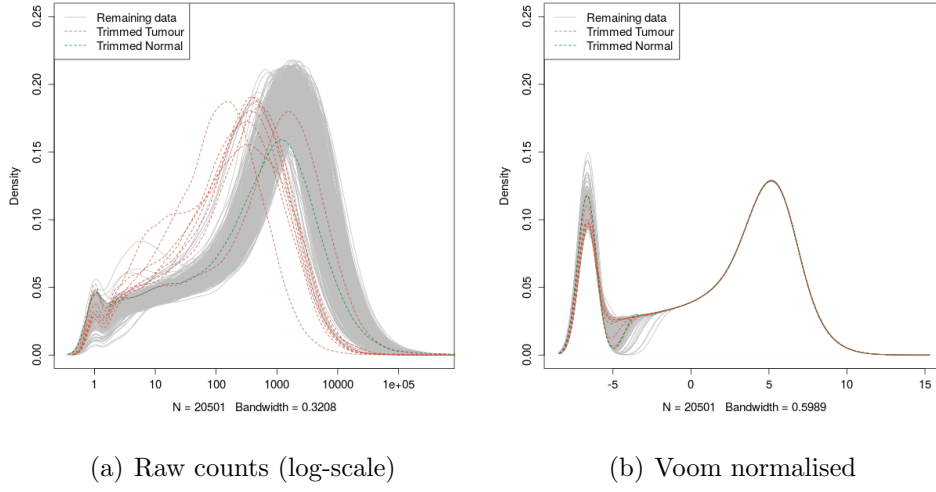 Remaining data
Trimmed Tumour
Trimmed Normal
Density
0.00
0.05
0.10
0.15
0.20
0.25
1 10 100 1000 10000 1e+05
N = 20501 Bandwidth = 0.3208
(a) Raw counts (log-scale)
Remaining data
Trimmed Tumour
Trimmed Normal
Density
0.00
0.05
0.10
0.15
0.20
0.25
-5 0 5 10 15
N = 20501 Bandwidth = 0.5989
(b) Voom normalised